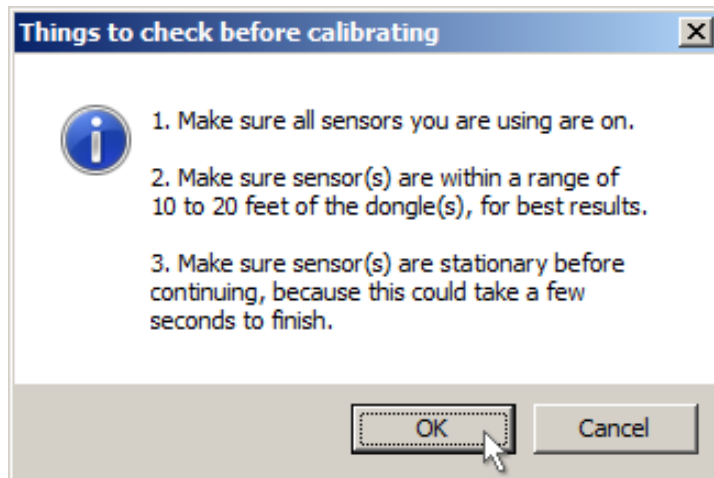 Things to check before calibrating
1. Make sure all sensors you are using are on.
2. Make sure sensor(s) are within a range of
10 to 20 feet of the dongle(s), for best results.
3. Make sure sensor(s) are stationary before
continuing, because this could take a few
seconds to finish.
OK
Cancel